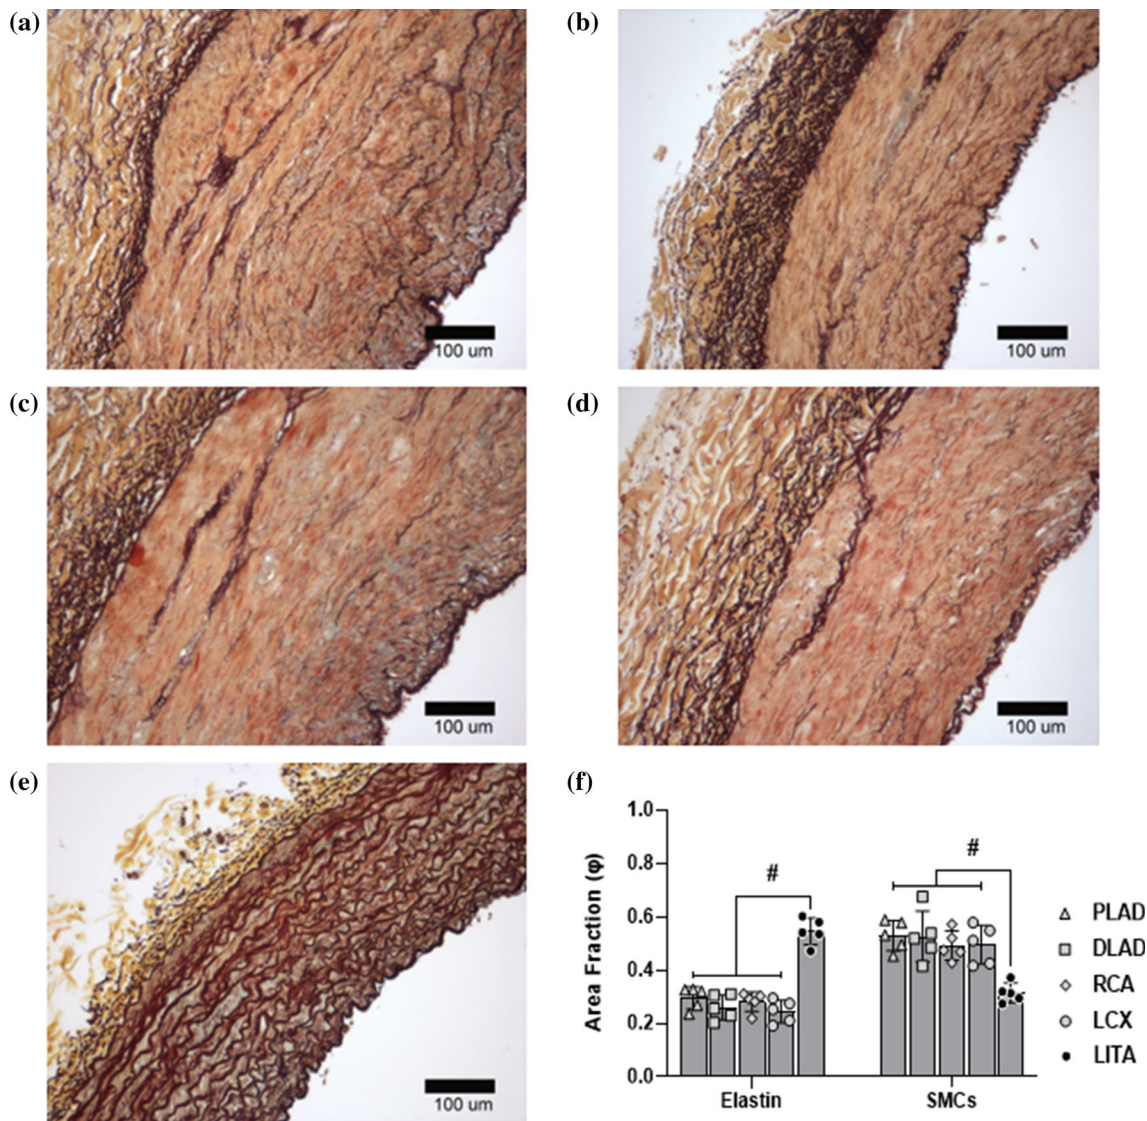 (a)
(b)
100 um
100 um
(c)
(d)
100 um
100 um
(e)
(f)
100 um
1.0
0.8
0.6
0.4
0.2
0.0
Area Fraction (φ)
#
#
Elastin
SMCs
PLAD
DLAD
RCA
LCX
LITA